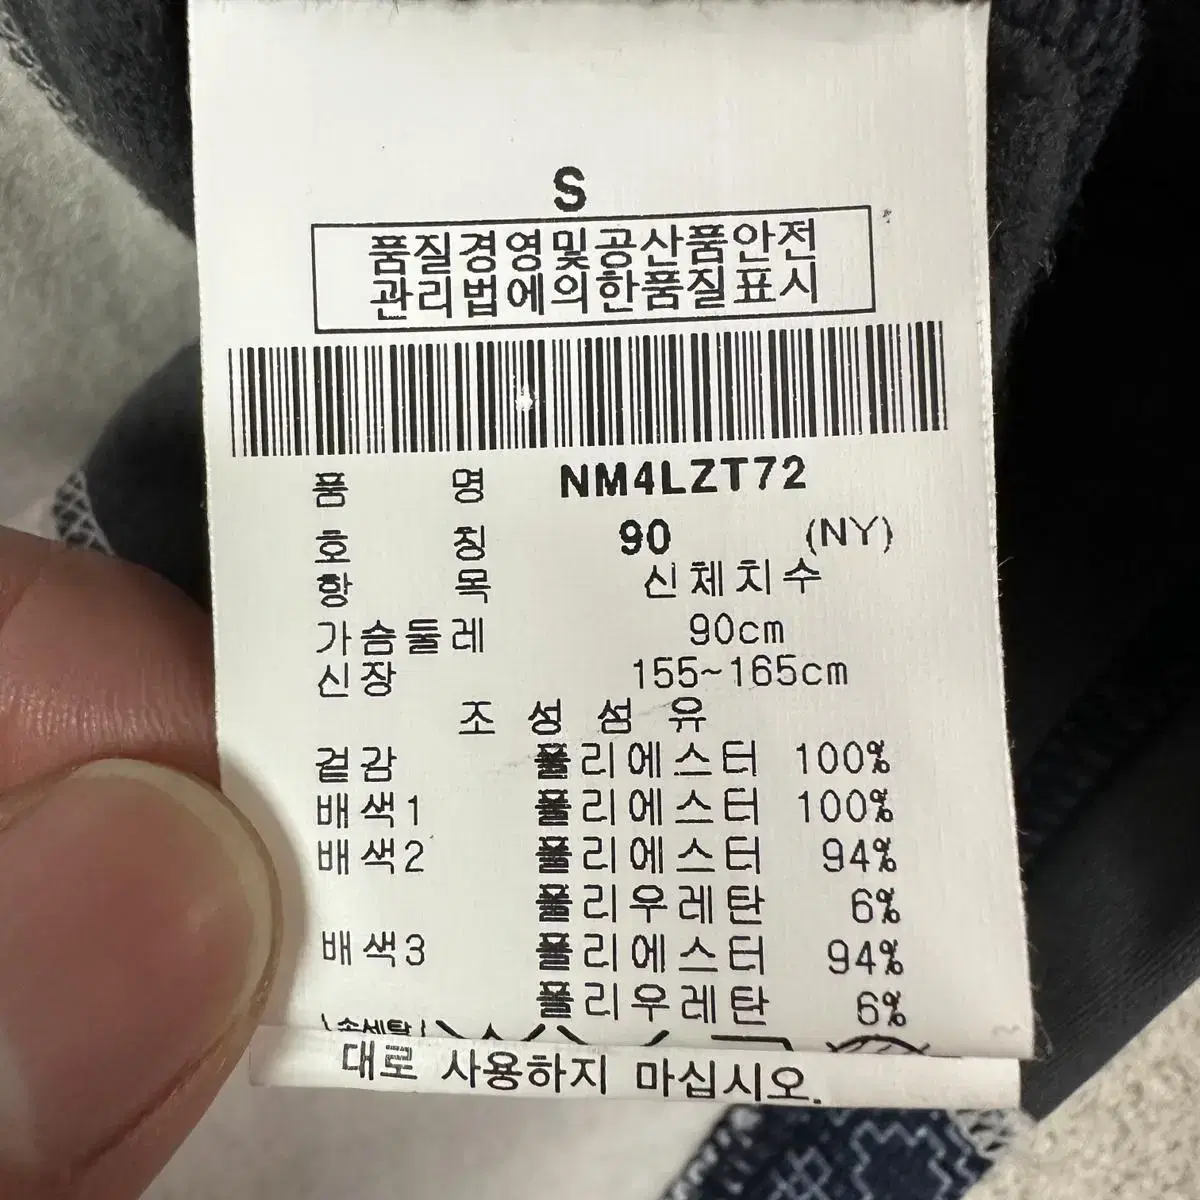 S
품질경영및공산품안전
관리법에의한품질표시
품 명 NM4LZT72
호 칭 90 (NY)
항 목 신체치수
가슴둘레 90cm
신장 155~165cm
조성섬유
겉감 폴리에스터 100%
배색1 폴리에스터 100%
배색2 폴리에스터 94%
폴리우레탄 6%
배색3 폴리에스터 94%
폴리우레탄 6%
손세탁
대로 사용하지 마십시오.